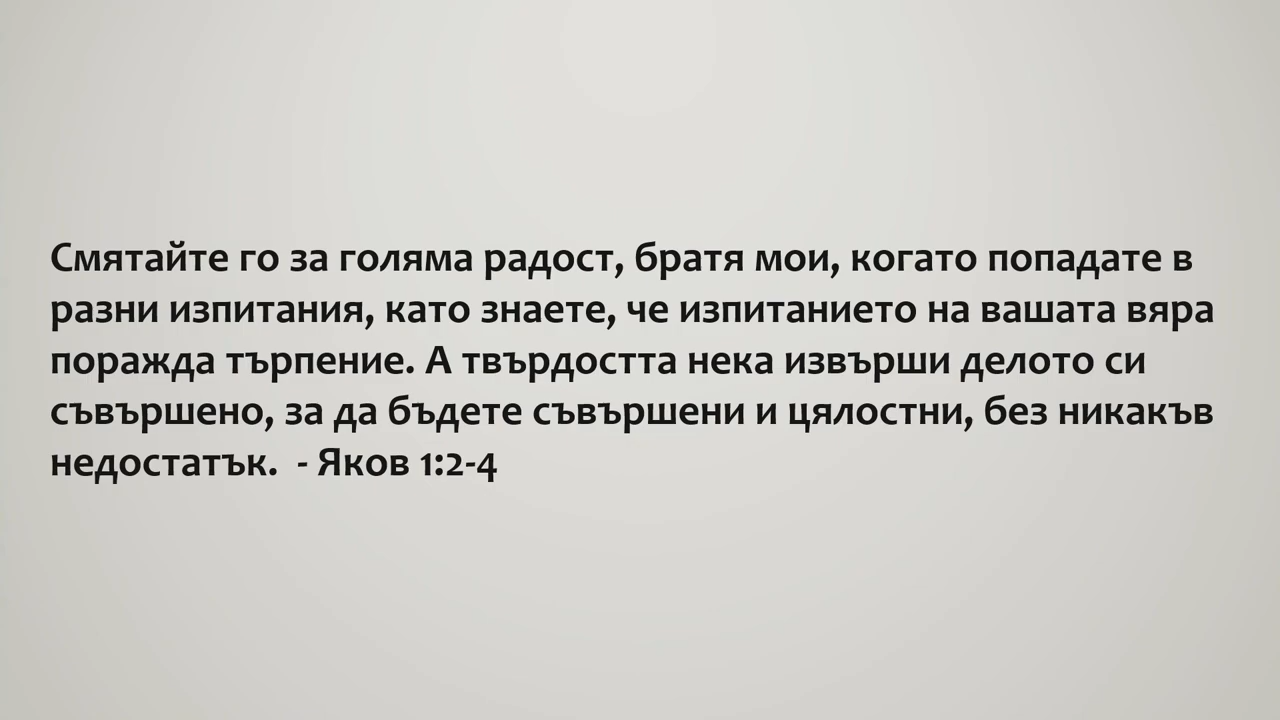 Смятайте го за голяма радост, братя мои, когато попадате в
разни изпитания, като знаете, че изпитанието на вашата вяра
поражда търпение. А твърдостта нека извърши делото си
съвършено, за да бъдете съвършени и цялостни, без никакъв
недостатък.  - Яков 1:2-4